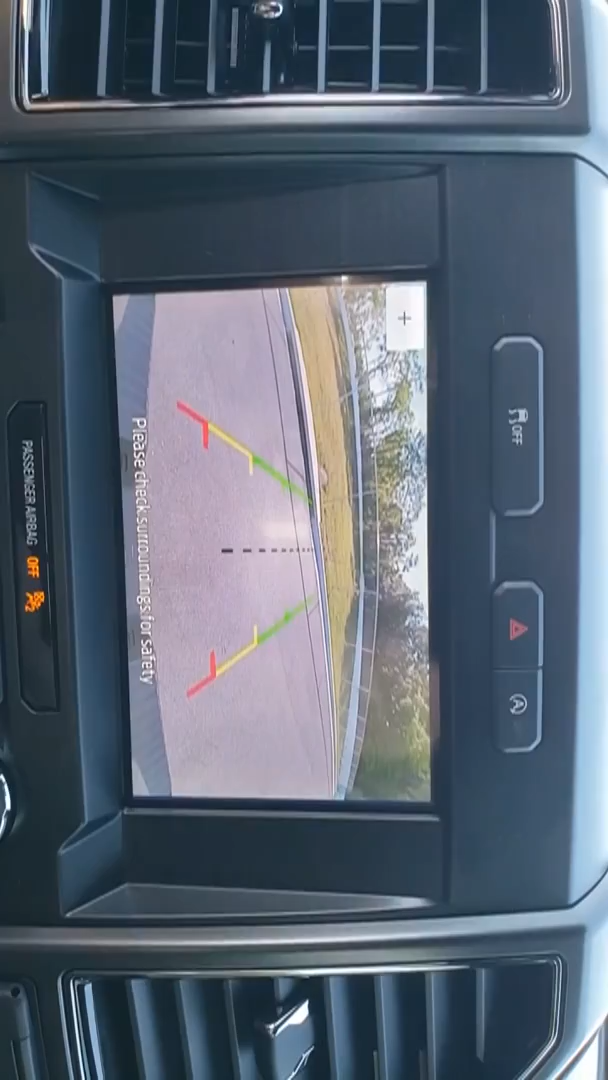 OFF
+
Please check surroundings for safety
PASSENGER AIRBAG OFF